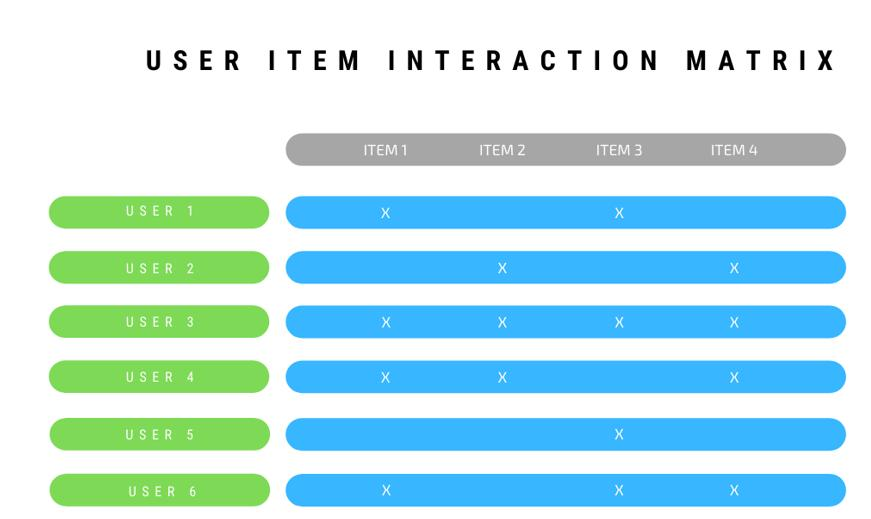 USER ITEM INTERACTION MATRIX
ITEM 1 ITEM 2 ITEM 3 ITEM 4
USER 1 X X
USER 2 X X
USER 3 X X X X
USER 4 X X X
USER 5 X
USER 6 X X X